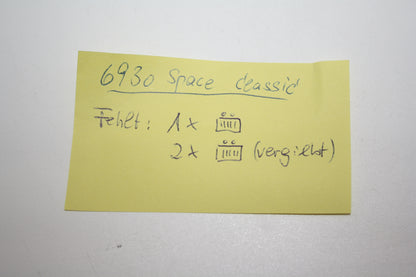 6930 Space classic
Fehlt: 1x
2x (vergilbt)